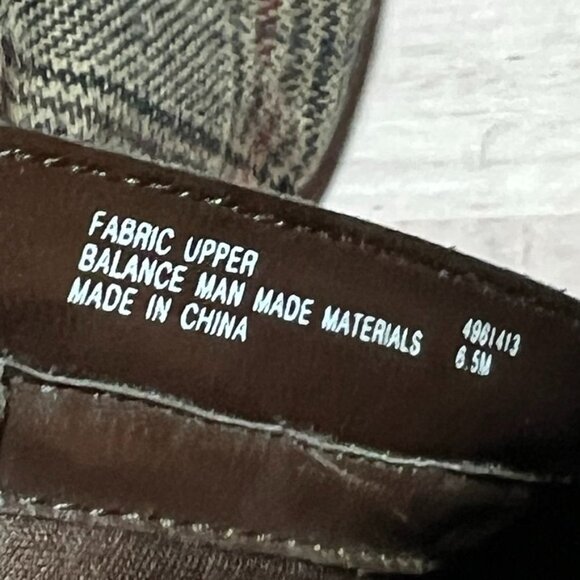 FABRIC UPPER
BALANCE MAN MADE MATERIALS
MADE IN CHINA
4961413
6.5M